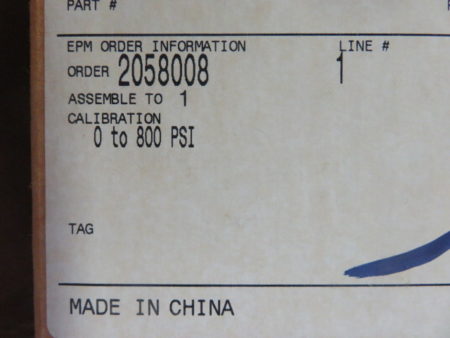 PART #
EPM ORDER INFORMATION LINE #
ORDER 2058008 1
ASSEMBLE TO 1
CALIBRATION
0 to 800 PSI
TAG
MADE IN CHINA